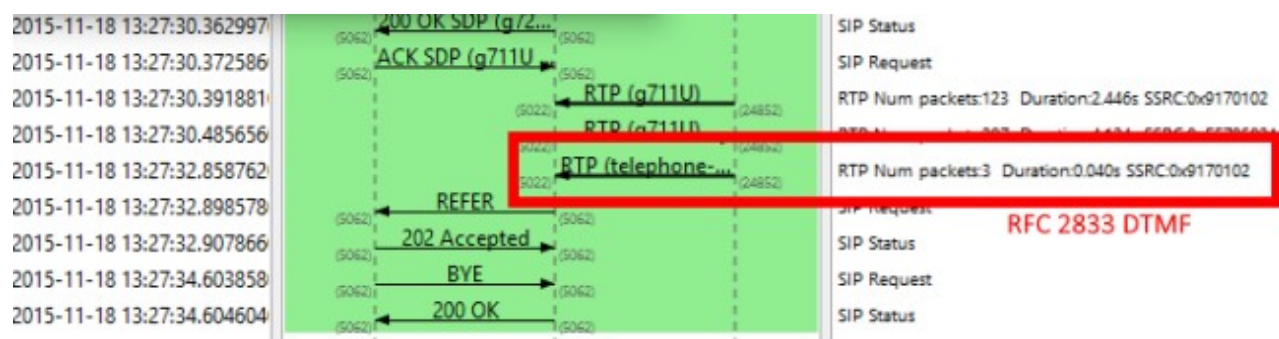 2015-11-18 13:27:30.362997 200 OK SDP (g72... SIP Status
(5062) (5062)
2015-11-18 13:27:30.372586 ACK SDP (g711U SIP Request
(5062) (5062)
2015-11-18 13:27:30.391881 RTP (g711U) RTP Num packets:123 Duration:2.446s SSRC:0x9170102
(5022) (24852)
2015-11-18 13:27:30.485656 RTP (g711U)
(5022) (24852)
2015-11-18 13:27:32.858762 RTP (telephone-... RTP Num packets:3 Duration:0.040s SSRC:0x9170102
(5022) (24852)
2015-11-18 13:27:32.898578 REFER SIP Request
(5062) (5062)
RFC 2833 DTMF
2015-11-18 13:27:32.907866 202 Accepted SIP Status
(5062) (5062)
2015-11-18 13:27:34.603858 BYE SIP Request
(5062) (5062)
2015-11-18 13:27:34.604604 200 OK SIP Status
(5062) (5062)